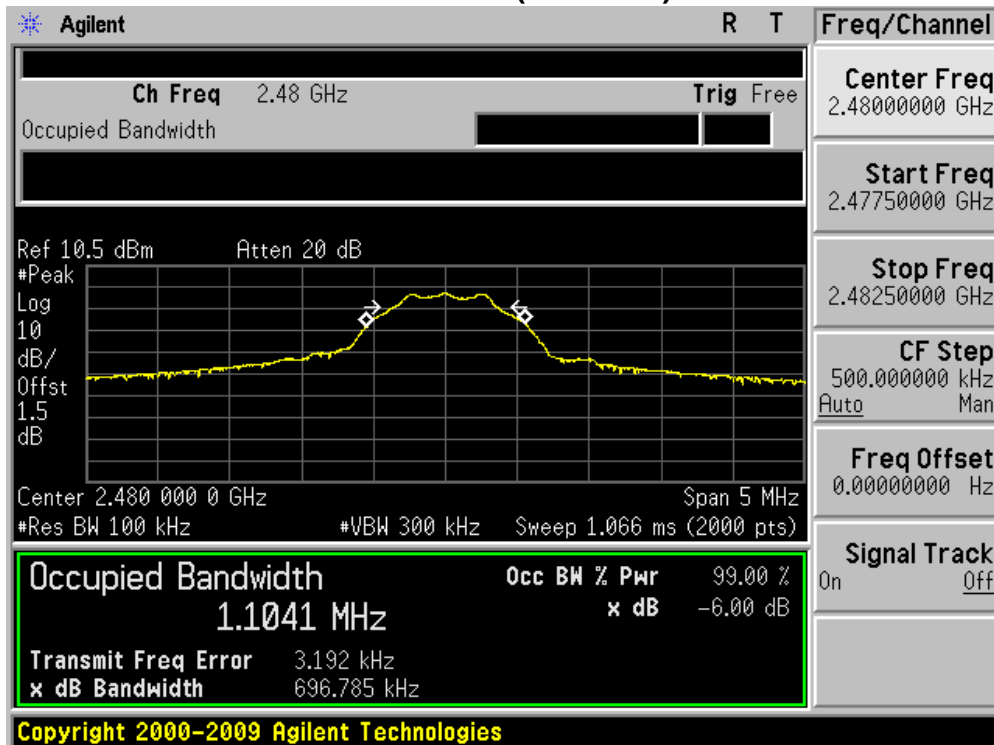 Agilent R T
Freq/Channel
Ch Freq 2.48 GHz Trig Free
Occupied Bandwidth
Center Freq
2.48000000 GHz
Start Freq
2.47750000 GHz
Stop Freq
2.48250000 GHz
CF Step
500.000000 kHz
Auto Man
Freq Offset
0.00000000 Hz
Signal Track
On Off
Ref 10.5 dBm Atten 20 dB
#Peak
Log
10
dB/
Offst
1.5
dB
Center 2.480 000 0 GHz Span 5 MHz
#Res BW 100 kHz #VBW 300 kHz Sweep 1.066 ms (2000 pts)
Occupied Bandwidth Occ BW % Pwr 99.00 %
1.1041 MHz x dB -6.00 dB
Transmit Freq Error 3.192 kHz
x dB Bandwidth 696.785 kHz
Copyright 2000-2009 Agilent Technologies